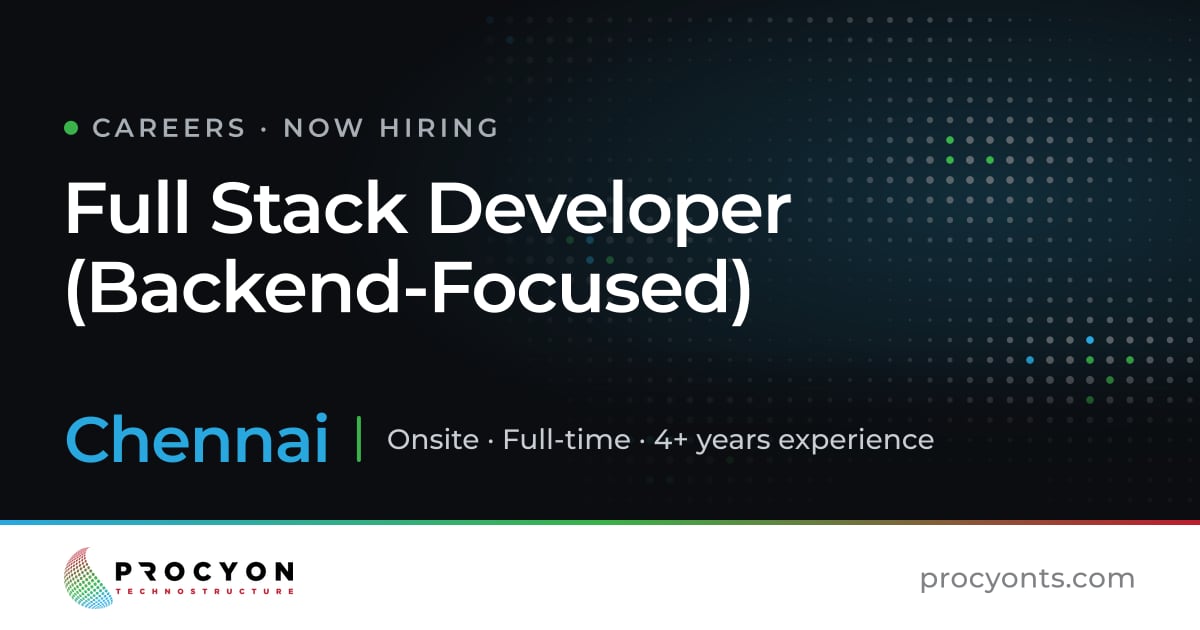 CAREERS · NOW HIRING
Full Stack Developer
(Backend-Focused)
Chennai
Onsite · Full-time · 4+ years experience
PROCYON
TECHNOSTRUCTURE
procyonts.com